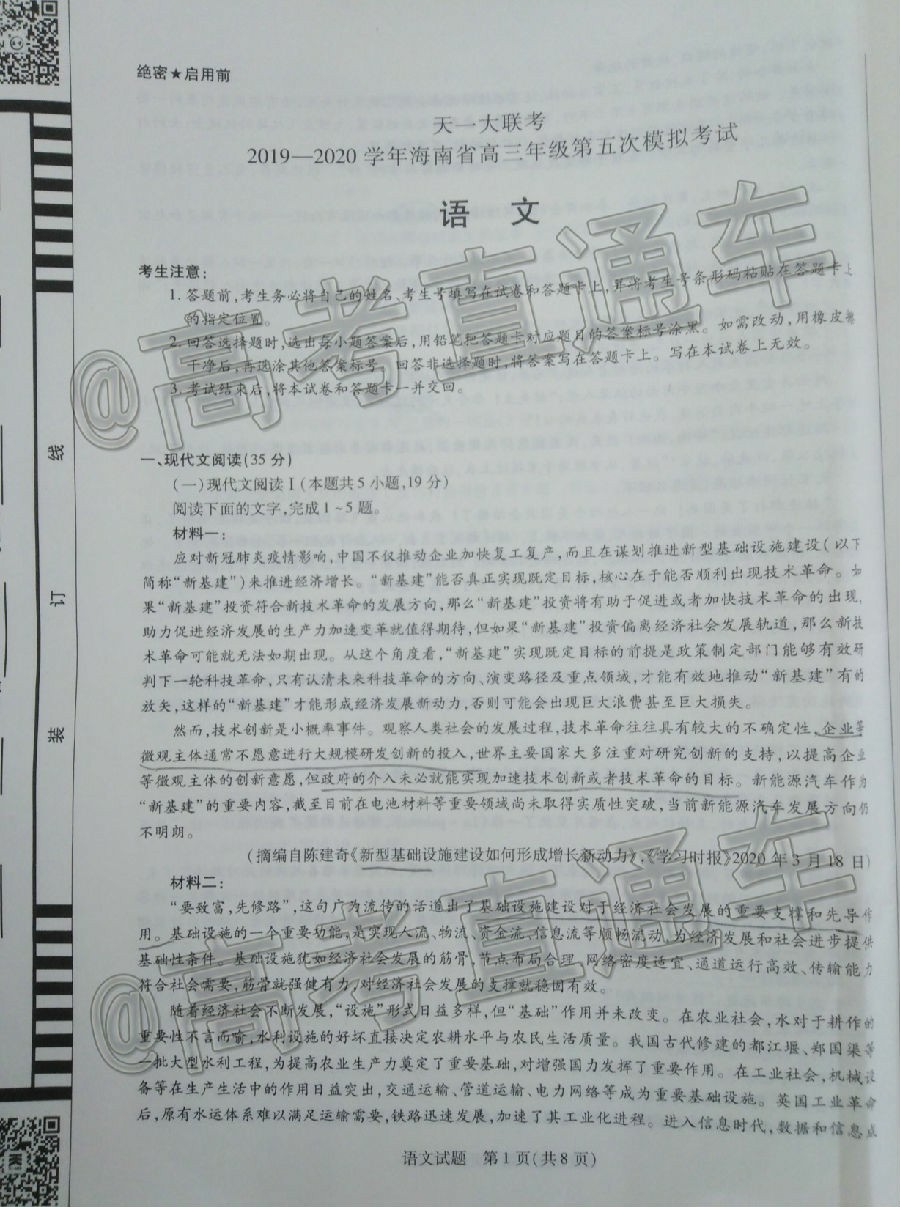 绝密★启用前
天一大联考
2019—2020学年海南省高三年级第五次模拟考试
语 文
考生注意：
1.答题前,考生务必将自己的姓名、考生号填写在试卷和答题卡上,并将考生号条形码粘贴在答题卡上
的指定位置。
2.回答选择题时,选出每小题答案后,用铅笔把答题卡对应题目的答案标号涂黑。如需改动,用橡皮擦
干净后,再选涂其他答案标号。回答非选择题时,将答案写在答题卡上。写在本试卷上无效。
3.考试结束后,将本试卷和答题卡一并交回。
一、现代文阅读(35分)
(一)现代文阅读Ⅰ(本题共5小题,19分)
阅读下面的文字,完成1~5题。
材料一：
应对新冠肺炎疫情影响,中国不仅推动企业加快复工复产,而且在谋划推进新型基础设施建设(以下
简称“新基建”)来推进经济增长。“新基建”能否真正实现既定目标,核心在于能否顺利出现技术革命。如
果“新基建”投资符合新技术革命的发展方向,那么“新基建”投资将有助于促进或者加快技术革命的出现,
助力促进经济发展的生产力加速变革就值得期待,但如果“新基建”投资偏离经济社会发展轨道,那么新技
术革命可能就无法如期出现。从这个角度看,“新基建”实现既定目标的前提是政策制定部门能够有效研
判下一轮科技革命,只有认清未来科技革命的方向、演变路径及重点领域,才能有效地推动“新基建”有的
放矢,这样的“新基建”才能形成经济发展新动力,否则可能会出现巨大浪费甚至巨大损失。
然而,技术创新是小概率事件。观察人类社会的发展过程,技术革命往往具有较大的不确定性,企业等
微观主体通常不愿意进行大规模研发创新的投入,世界主要国家大多注重对研究创新的支持,以提高企业
等微观主体的创新意愿,但政府的介入未必就能实现加速技术创新或者技术革命的目标。新能源汽车作为
“新基建”的重要内容,截至目前在电池材料等重要领域尚未取得实质性突破,当前新能源汽车发展方向仍
不明朗。
(摘编自陈建奇《新型基础设施建设如何形成增长新动力》,《学习时报》2020年3月18日)
材料二：
“要致富,先修路”,这句广为流传的话道出了基础设施建设对于经济社会发展的重要支撑和先导作
用。基础设施的一个重要功能,是实现人流、物流、资金流、信息流等顺畅流动,为经济发展和社会进步提供
基础性条件。基础设施犹如经济社会发展的筋骨,节点布局合理、网络密度适宜、通道运行高效、传输能力
符合社会需要,筋骨就强健有力,对经济社会发展的支撑就稳固有效。
随着经济社会不断发展,“设施”形式日益多样,但“基础”作用并未改变。在农业社会,水对于耕作的
重要性不言而喻,水利设施的好坏直接决定农耕水平与农民生活质量。我国古代修建的都江堰、郑国渠等
一批大型水利工程,为提高农业生产力奠定了重要基础,对增强国力发挥了重要作用。在工业社会,机械设
备等在生产生活中的作用日益突出,交通运输、管道运输、电力网络等成为重要基础设施。英国工业革命
后,原有水运体系难以满足运输需要,铁路迅速发展,加速了其工业化进程。进入信息时代,数据和信息成
语文试题 第1页(共8页)
线
订
装
@高考直通车
@高考直通车